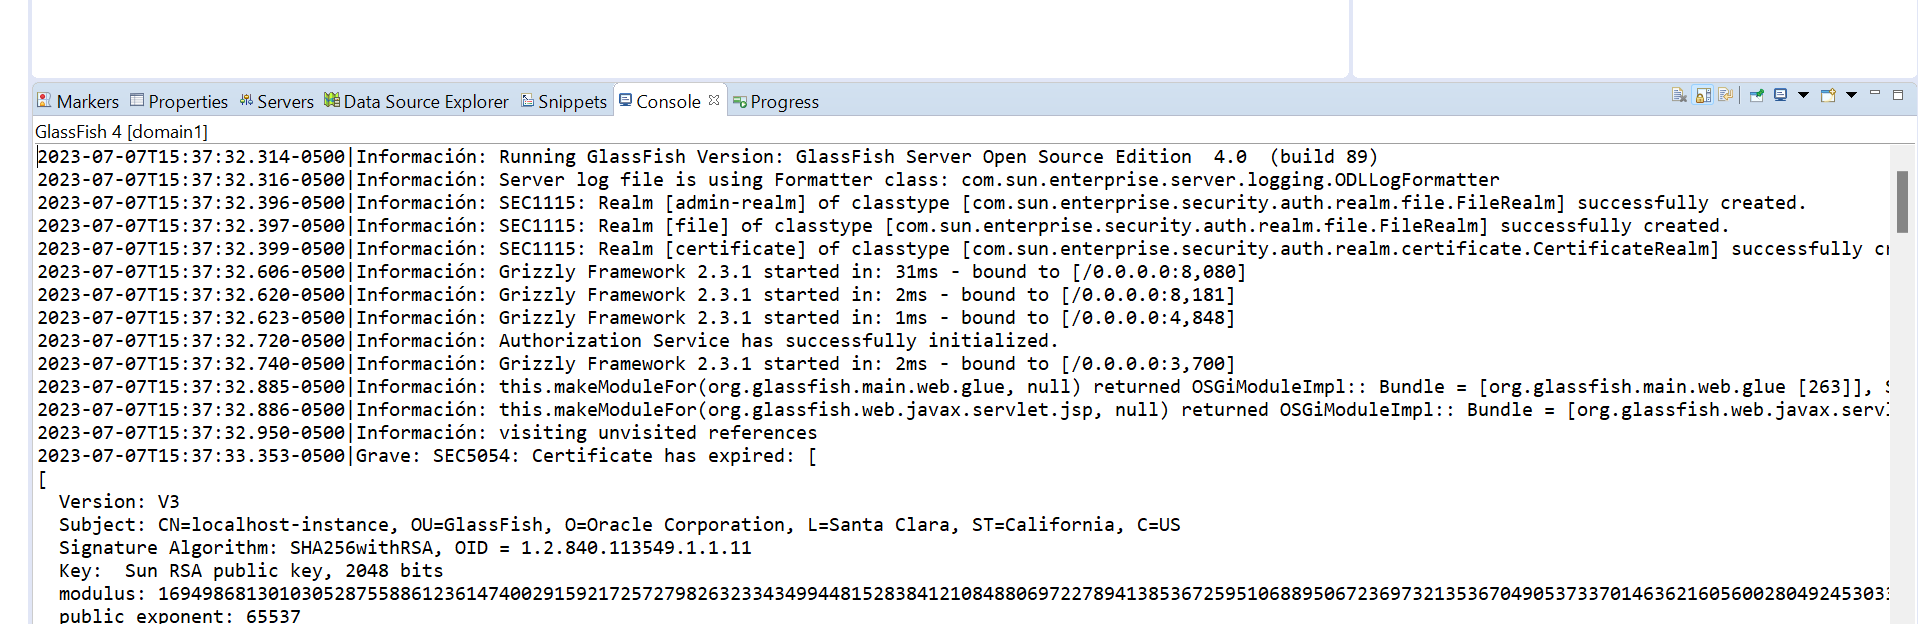 Markers Properties Servers Data Source Explorer Snippets Console Progress
GlassFish 4 [domain1]
2023-07-07T15:37:32.314-0500|Información: Running GlassFish Version: GlassFish Server Open Source Edition  4.0  (build 89)
2023-07-07T15:37:32.316-0500|Información: Server log file is using Formatter class: com.sun.enterprise.server.logging.ODLLogFormatter
2023-07-07T15:37:32.396-0500|Información: SEC1115: Realm [admin-realm] of classtype [com.sun.enterprise.security.auth.realm.file.FileRealm] successfully created.
2023-07-07T15:37:32.397-0500|Información: SEC1115: Realm [file] of classtype [com.sun.enterprise.security.auth.realm.file.FileRealm] successfully created.
2023-07-07T15:37:32.399-0500|Información: SEC1115: Realm [certificate] of classtype [com.sun.enterprise.security.auth.realm.certificate.CertificateRealm] successfully
2023-07-07T15:37:32.606-0500|Información: Grizzly Framework 2.3.1 started in: 31ms - bound to [/0.0.0.0:8,080]
2023-07-07T15:37:32.620-0500|Información: Grizzly Framework 2.3.1 started in: 2ms - bound to [/0.0.0.0:8,181]
2023-07-07T15:37:32.623-0500|Información: Grizzly Framework 2.3.1 started in: 1ms - bound to [/0.0.0.0:4,848]
2023-07-07T15:37:32.720-0500|Información: Authorization Service has successfully initialized.
2023-07-07T15:37:32.740-0500|Información: Grizzly Framework 2.3.1 started in: 2ms - bound to [/0.0.0.0:3,700]
2023-07-07T15:37:32.885-0500|Información: this.makeModuleFor(org.glassfish.main.web.glue, null) returned OSGiModuleImpl:: Bundle = [org.glassfish.main.web.glue [263]], S
2023-07-07T15:37:32.886-0500|Información: this.makeModuleFor(org.glassfish.web.javax.servlet.jsp, null) returned OSGiModuleImpl:: Bundle = [org.glassfish.web.javax.servl
2023-07-07T15:37:32.950-0500|Información: visiting unvisited references
2023-07-07T15:37:33.353-0500|Grave: SEC5054: Certificate has expired: [
[
  Version: V3
  Subject: CN=localhost-instance, OU=GlassFish, O=Oracle Corporation, L=Santa Clara, ST=California, C=US
  Signature Algorithm: SHA256withRSA, OID = 1.2.840.113549.1.1.11
  Key:  Sun RSA public key, 2048 bits
  modulus: 16949868130103052875588612361474002915921725727982632334349944815283841210848806972278941385367259510688950672369732135367049053733701463621605600280492453033
  public exponent: 65537